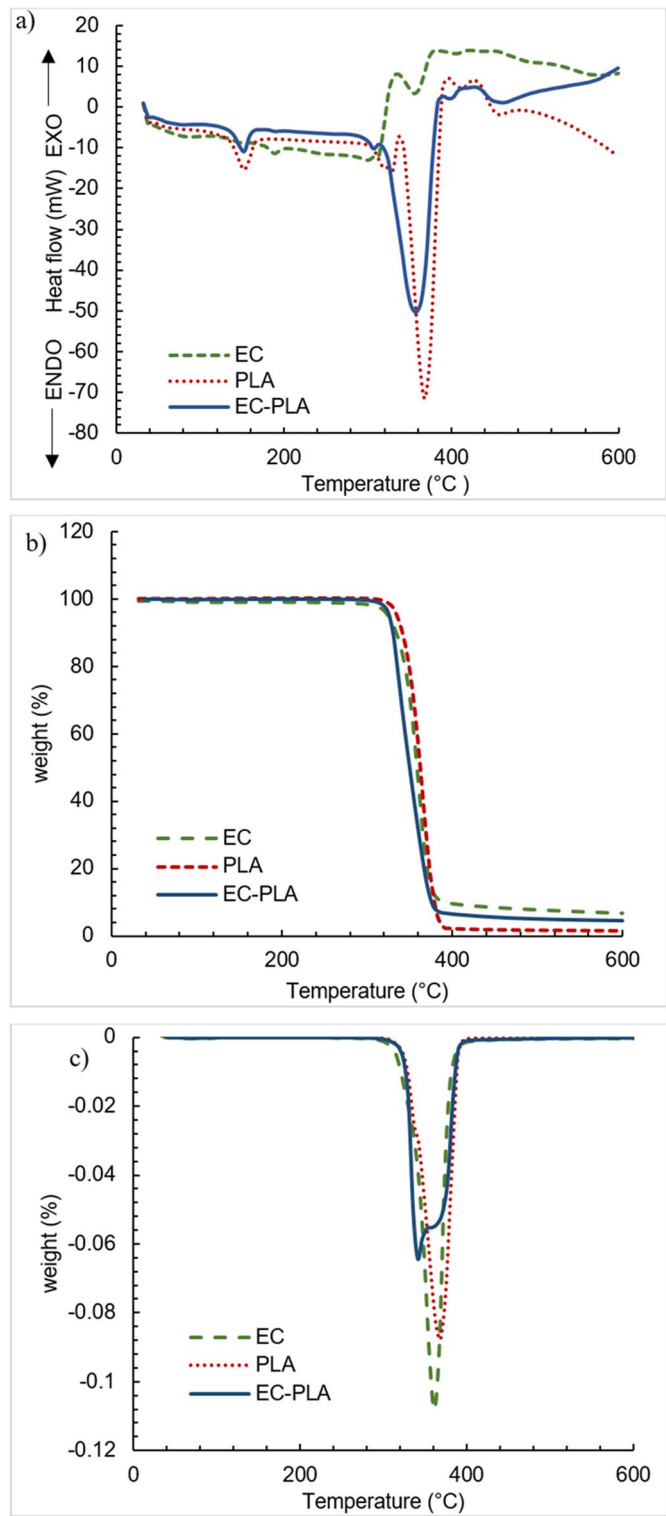 a)
20
10
0
-10
-20
-30
-40
-50
-60
-70
-80
ENDO Heat flow (mW) EXO
EC
PLA
EC-PLA
0 200 400 600
Temperature (°C )
b)
120
100
80
60
40
20
0
weight (%)
EC
PLA
EC-PLA
0 200 400 600
Temperature (°C)
c)
0
-0.02
-0.04
-0.06
-0.08
-0.1
-0.12
weight (%)
EC
PLA
EC-PLA
0 200 400 600
Temperature (°C)